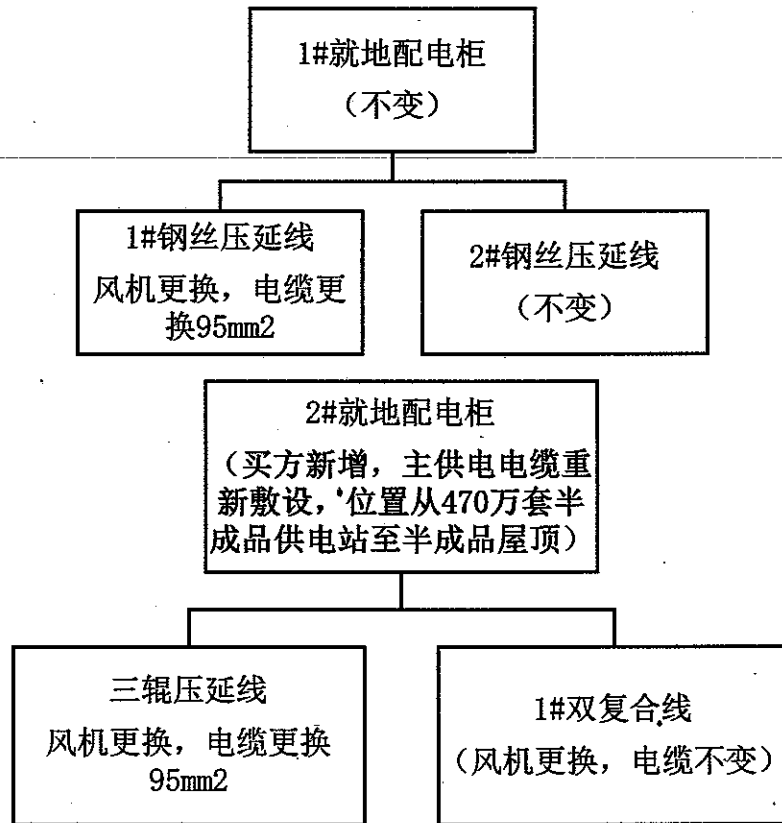 1#就地配电柜
（不变）
1#钢丝压延线
风机更换，电缆更
换95mm2
2#钢丝压延线
（不变）
2#就地配电柜
（买方新增，主供电电缆重
新敷设，位置从470万套半
成品供电站至半成品屋顶）
三辊压延线
风机更换，电缆更换
95mm2
1#双复合线
（风机更换，电缆不变）